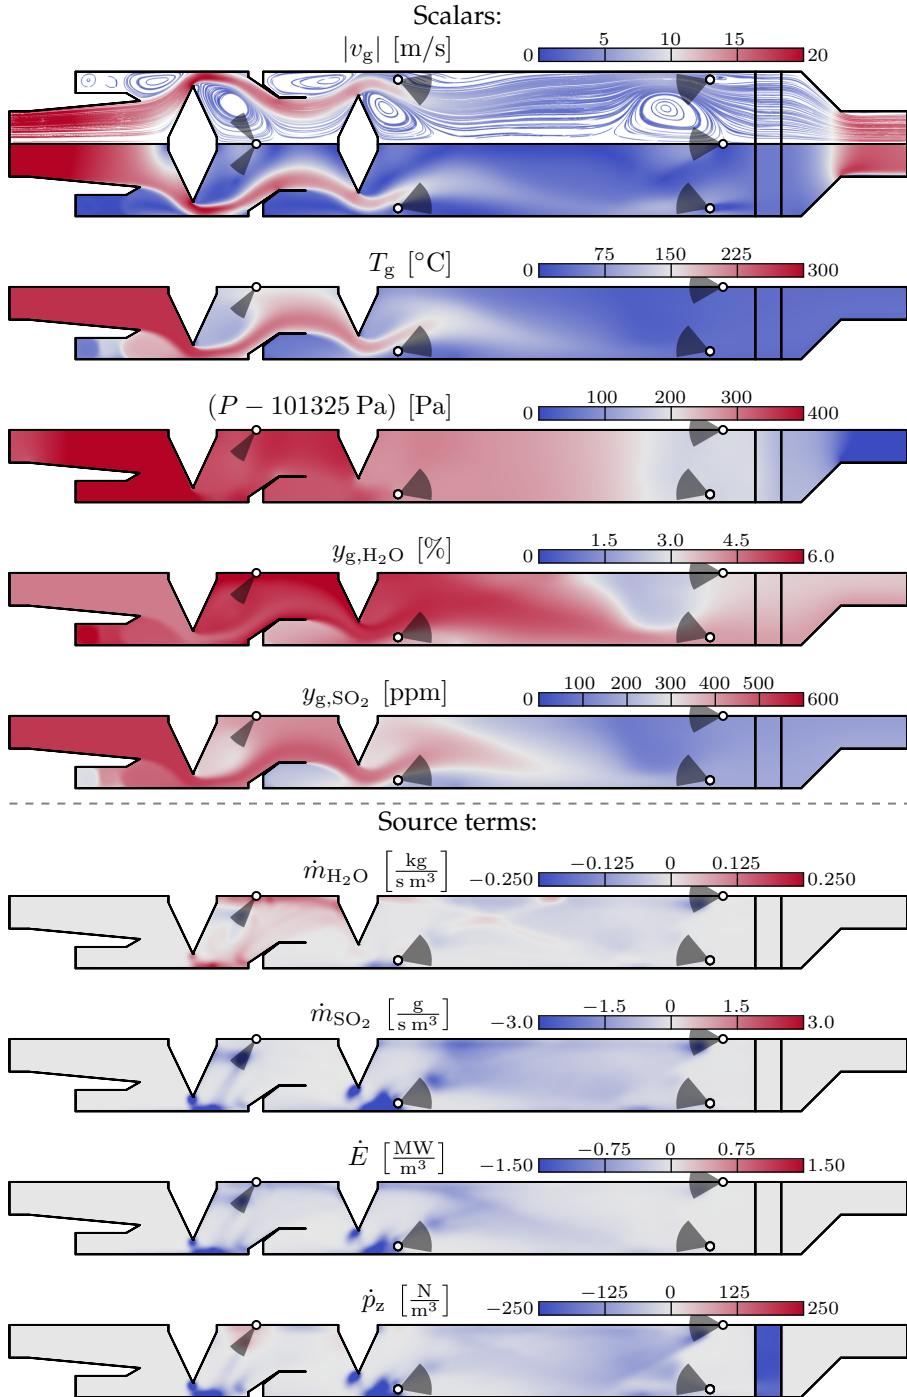 Scalars:
|v_g| [m/s] 0 5 10 15 20
T_g [°C] 0 75 150 225 300
(P − 101325 Pa) [Pa] 0 100 200 300 400
y_g,H₂O [%] 0 1.5 3.0 4.5 6.0
y_g,SO₂ [ppm] 0 100 200 300 400 500 600
Source terms:
ṁ_H₂O [kg/(s m³)] −0.250 −0.125 0 0.125 0.250
ṁ_SO₂ [g/(s m³)] −3.0 −1.5 0 1.5 3.0
Ė [MW/m³] −1.50 −0.75 0 0.75 1.50
ṗ_z [N/m³] −250 −125 0 125 250